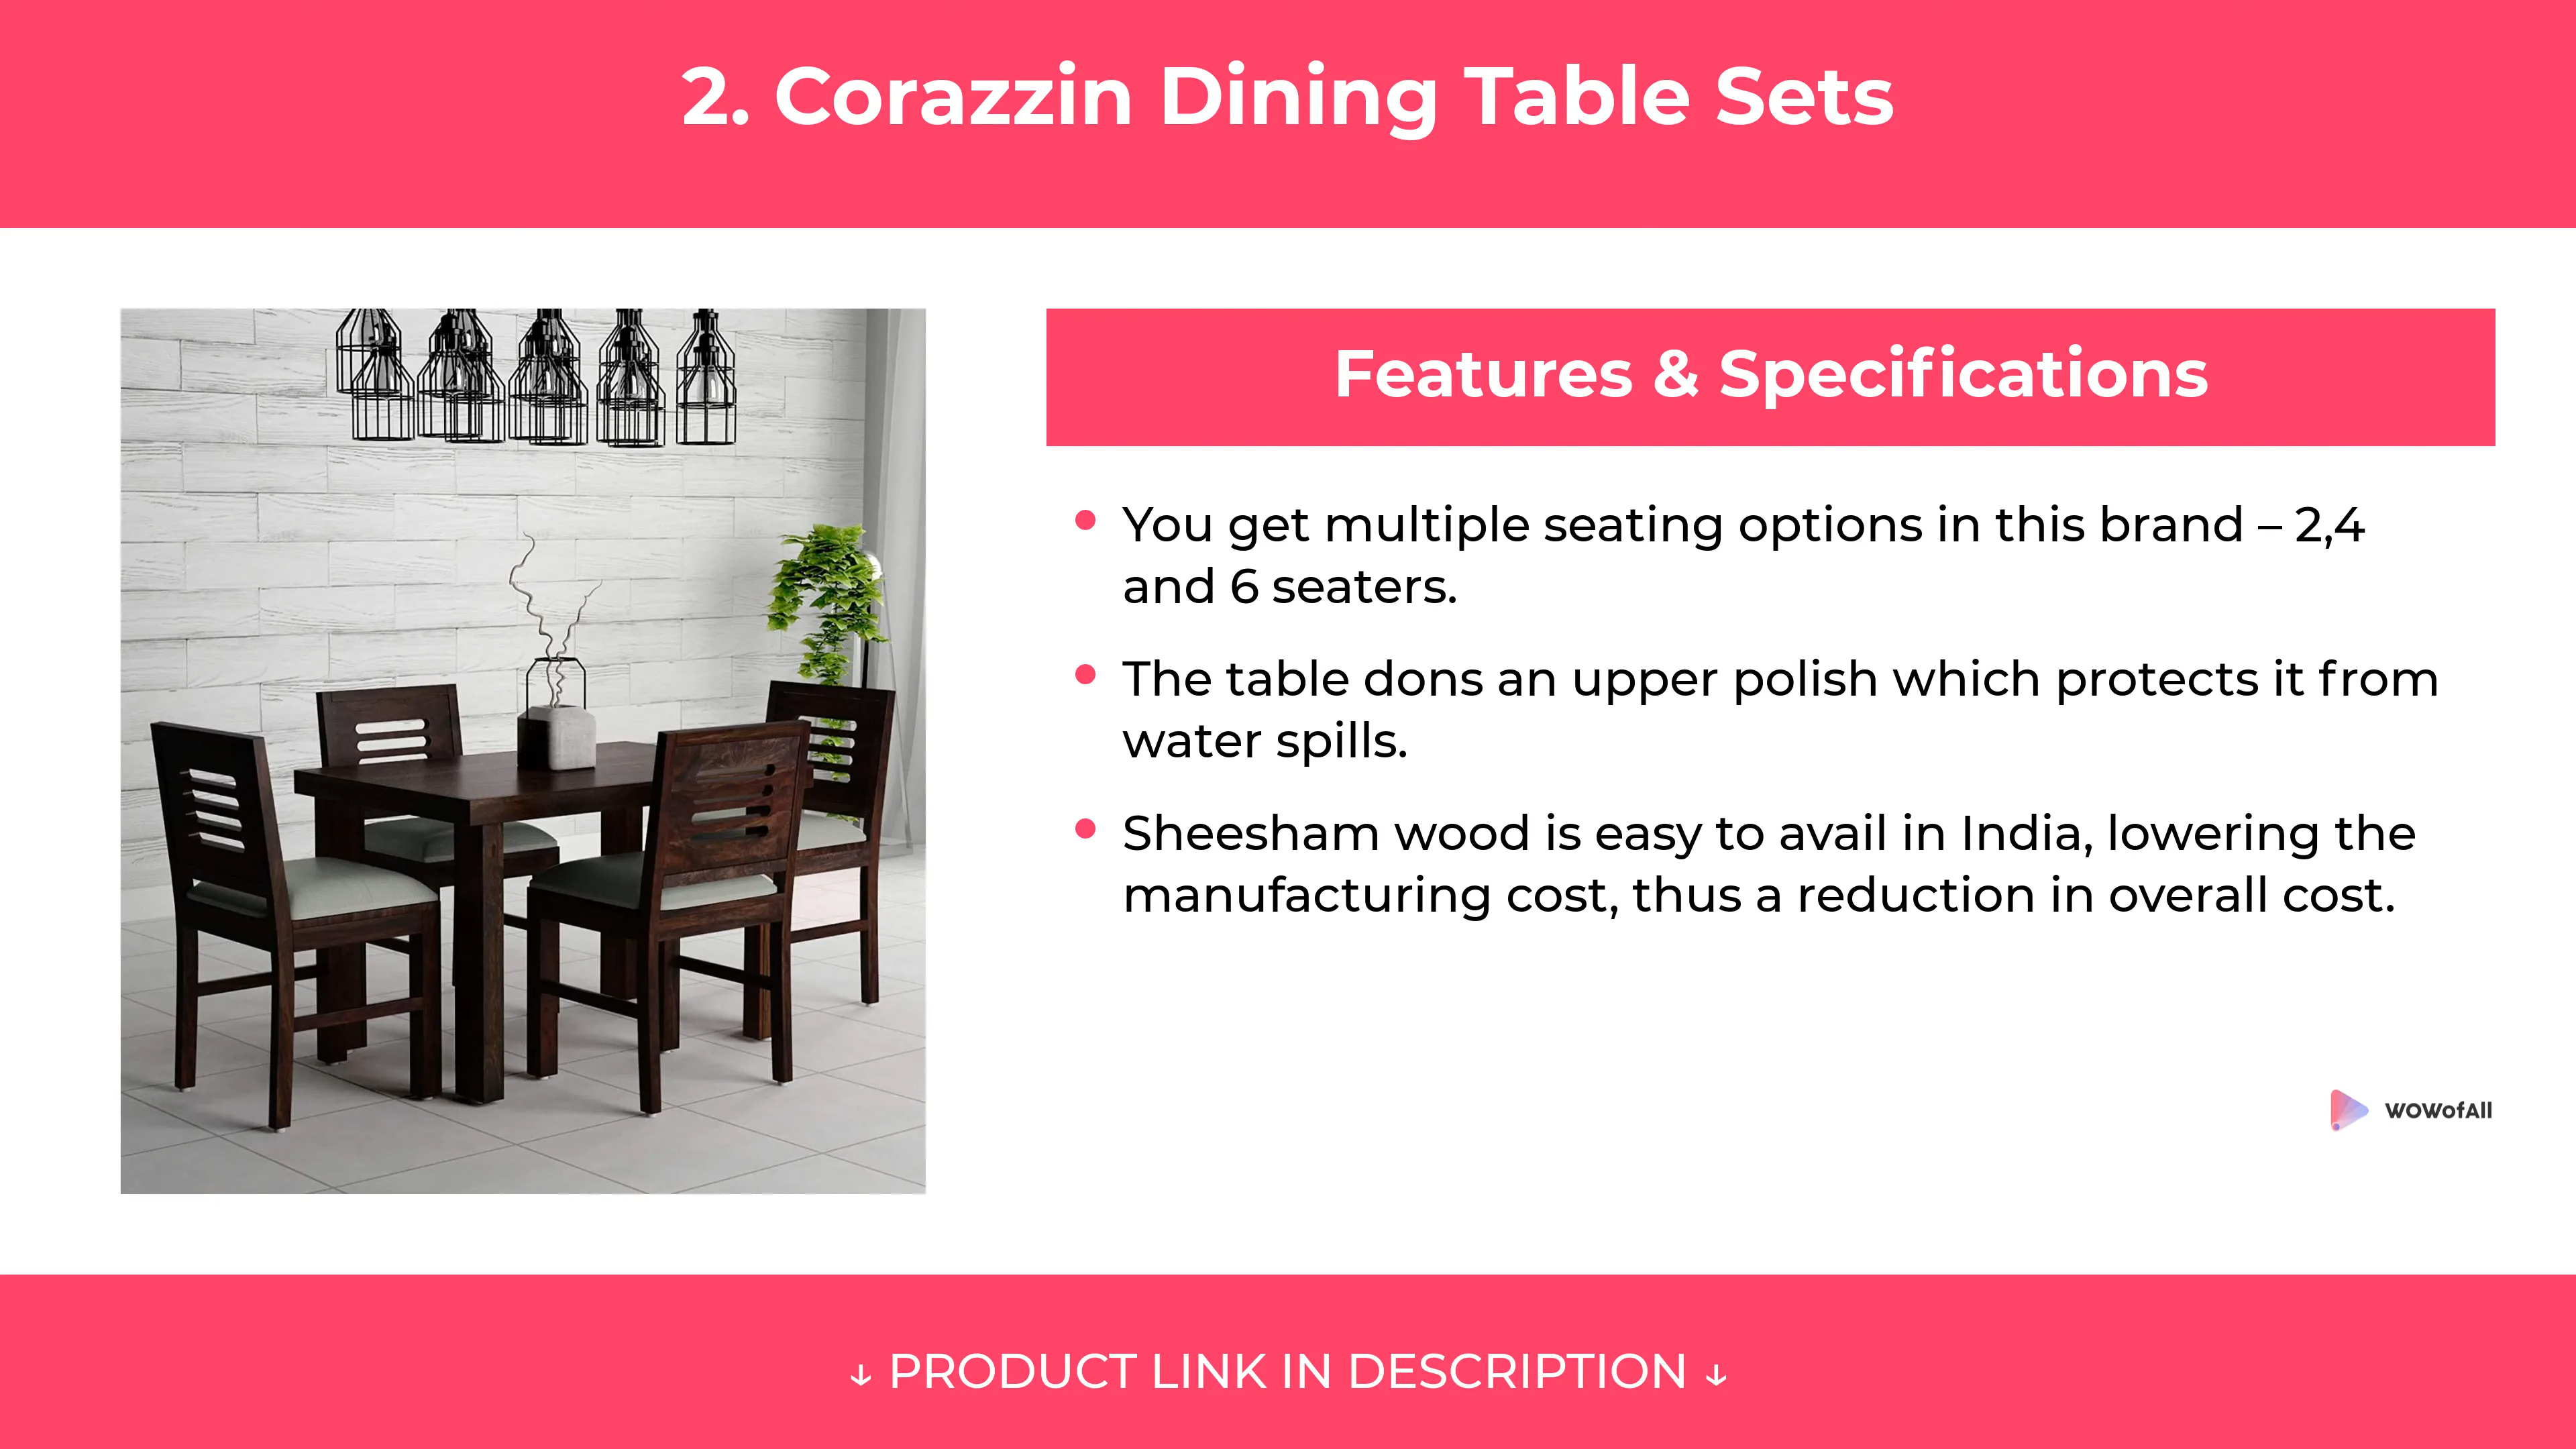 2. Corazzin Dining Table Sets
Features & Specifications
• You get multiple seating options in this brand – 2,4
and 6 seaters.
• The table dons an upper polish which protects it from
water spills.
• Sheesham wood is easy to avail in India, lowering the
manufacturing cost, thus a reduction in overall cost.
WOWofAll
↓ PRODUCT LINK IN DESCRIPTION ↓